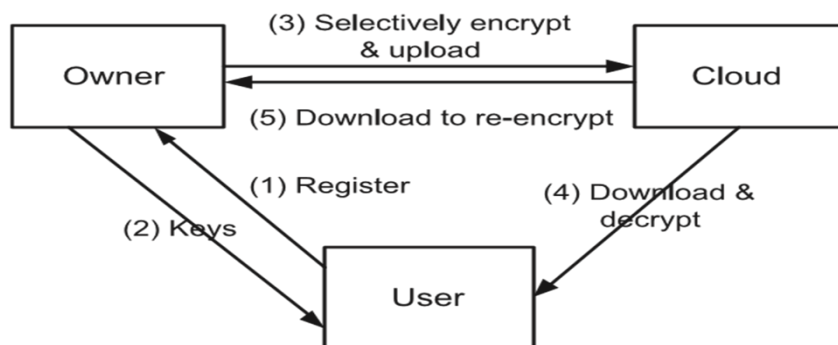 (3) Selectively encrypt
& upload
Owner
Cloud
(5) Download to re-encrypt
(1) Register
(4) Download &
decrypt
(2) Keys
User